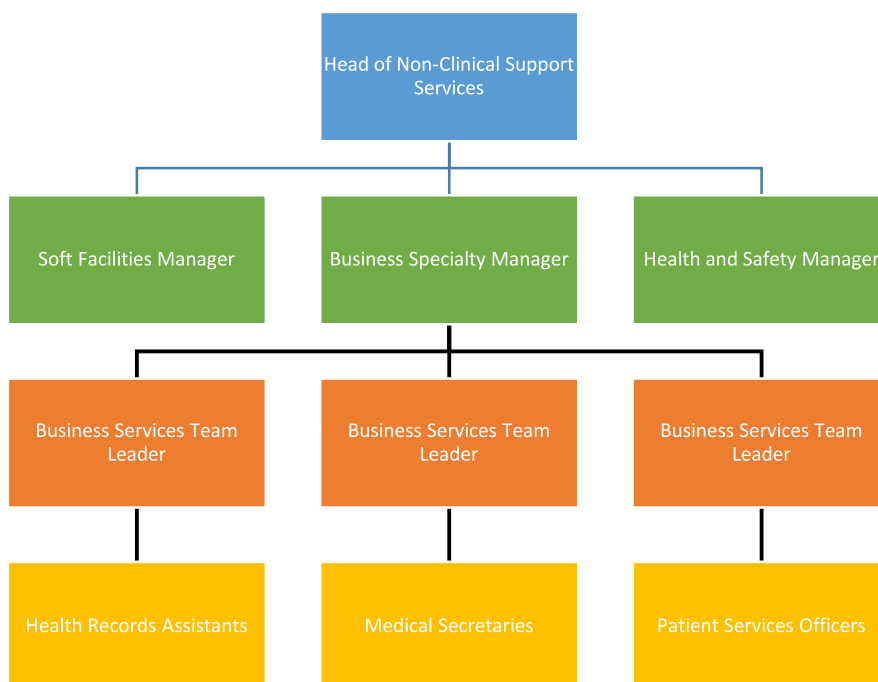 Head of Non-Clinical Support
Services
Soft Facilities Manager
Business Specialty Manager
Health and Safety Manager
Business Services Team
Leader
Business Services Team
Leader
Business Services Team
Leader
Health Records Assistants
Medical Secretaries
Patient Services Officers